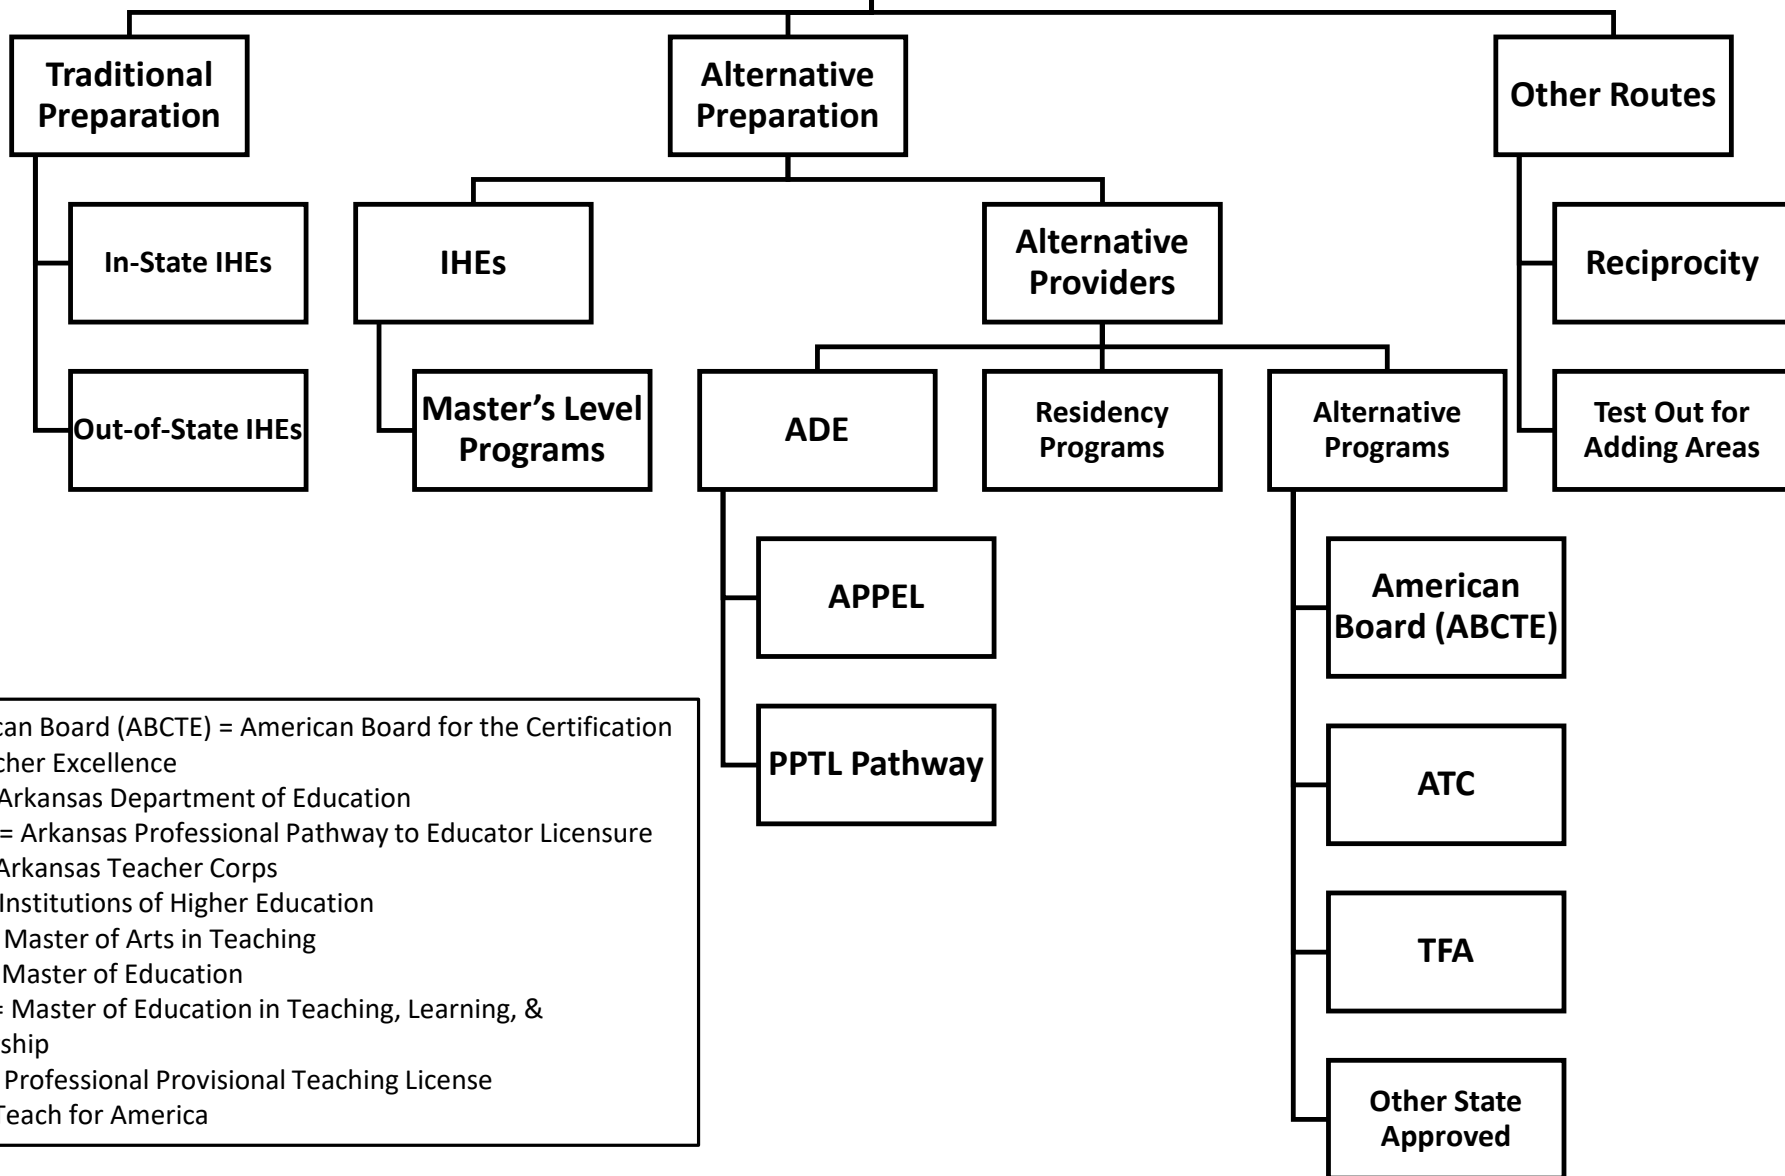 Traditional
Preparation
Alternative
Preparation
Other Routes
In-State IHEs
IHEs
Alternative
Providers
Reciprocity
Out-of-State IHEs
Master's Level
Programs
ADE
Residency
Programs
Alternative
Programs
Test Out for
Adding Areas
APPEL
PPTL Pathway
American
Board (ABCTE)
ATC
TFA
Other State
Approved
can Board (ABCTE) = American Board for the Certification
cher Excellence
Arkansas Department of Education
= Arkansas Professional Pathway to Educator Licensure
Arkansas Teacher Corps
Institutions of Higher Education
Master of Arts in Teaching
Master of Education
= Master of Education in Teaching, Learning, &
ship
Professional Provisional Teaching License
Teach for America